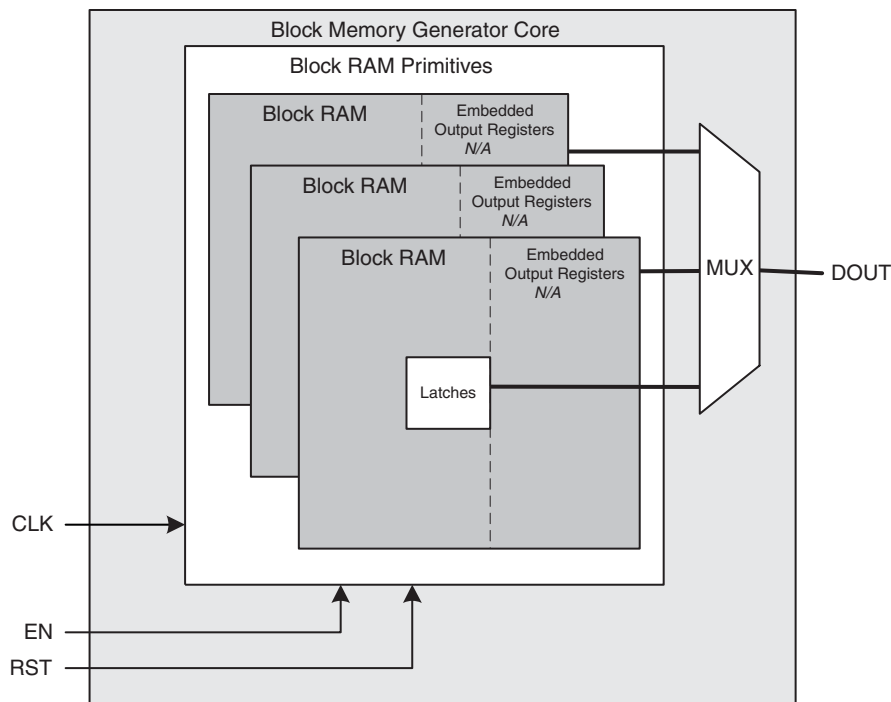 Block Memory Generator Core
Block RAM Primitives
Block RAM
Embedded
Output Registers
N/A
Block RAM
Embedded
Output Registers
N/A
Block RAM
Embedded
Output Registers
N/A
MUX
DOUT
Latches
CLK
EN
RST